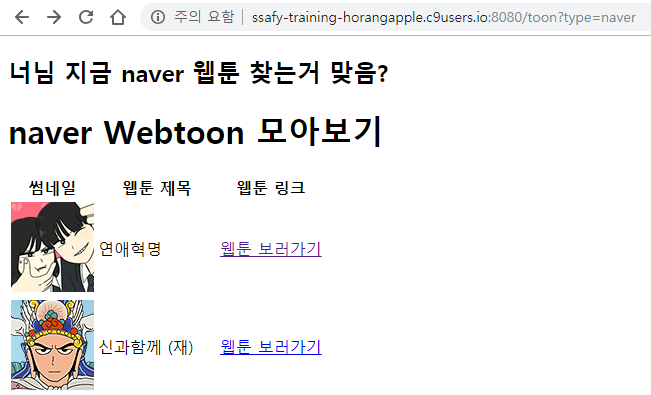 주의 요함 | ssafy-training-horangapple.c9users.io:8080/toon?type=naver
너님 지금 naver 웹툰 찾는거 맞음?
naver Webtoon 모아보기
썸네일 웹툰 제목 웹툰 링크
연애혁명 웹툰 보러가기
신과함께 (재) 웹툰 보러가기